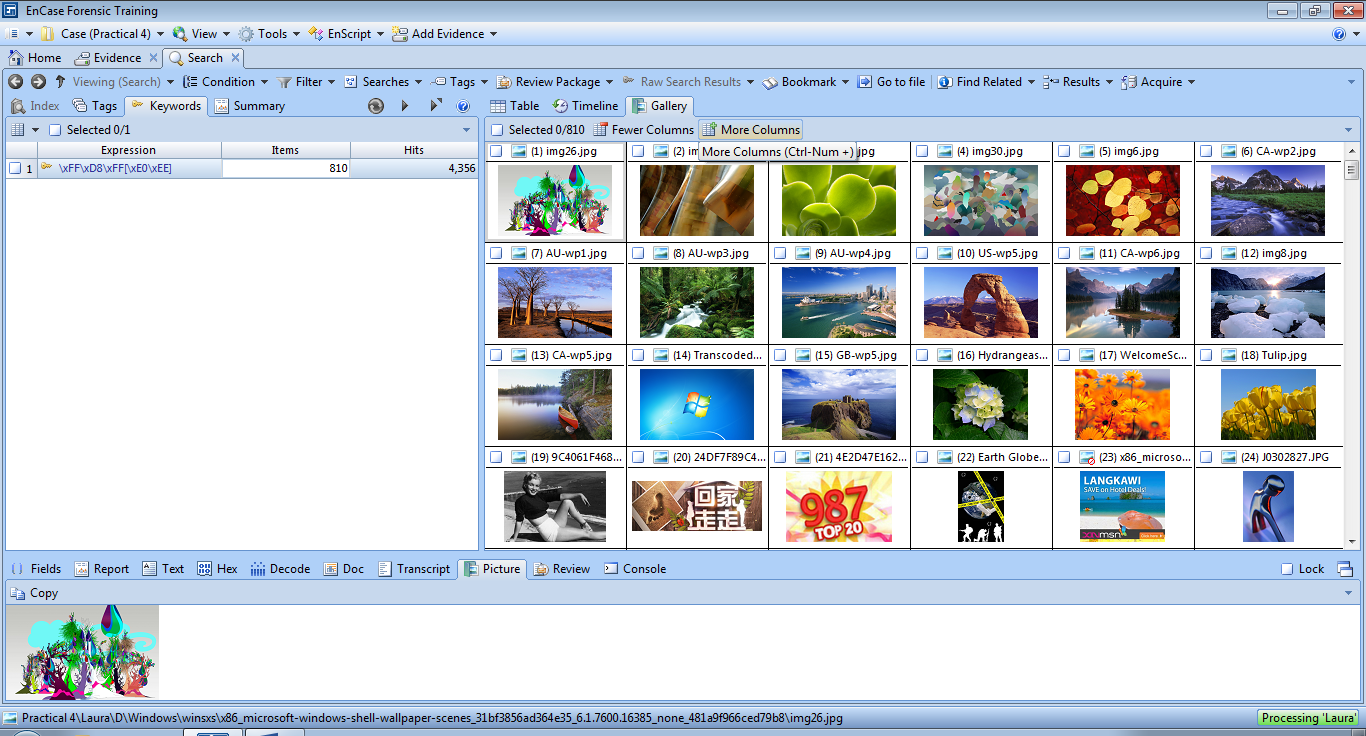 EnCase Forensic Training
Case (Practical 4) View Tools EnScript Add Evidence
Home Evidence Search
Viewing (Search) Condition Filter Searches Tags Review Package Raw Search Results Bookmark Go to file Find Related Results Acquire
Index Tags Keywords Summary
Table Timeline Gallery
Selected 0/1
Selected 0/810 Fewer Columns More Columns
More Columns (Ctrl-Num +)
Expression Items Hits
1 \xFF\xD8\xFF[\xE0\xEE] 810 4,356
(1) img26.jpg (2) im jpg (4) img30.jpg (5) img6.jpg (6) CA-wp2.jpg
(7) AU-wp1.jpg (8) AU-wp3.jpg (9) AU-wp4.jpg (10) US-wp5.jpg (11) CA-wp6.jpg (12) img8.jpg
(13) CA-wp5.jpg (14) Transcoded... (15) GB-wp5.jpg (16) Hydrangeas... (17) WelcomeSc... (18) Tulip.jpg
(19) 9C4061F468... (20) 24DF7F89C4... (21) 4E2D47E162... (22) Earth Globe... (23) x86_microso... (24) J0302827.JPG
回家
走走
987
TOP 20
LANGKAWI
SAVE on Hotel Deals!
msn
Fields Report Text Hex Decode Doc Transcript Picture Review Console Lock
Copy
Practical 4\Laura\D\Windows\winsxs\x86_microsoft-windows-shell-wallpaper-scenes_31bf3856ad364e35_6.1.7600.16385_none_481a9f966ced79b8\img26.jpg
Processing 'Laura'